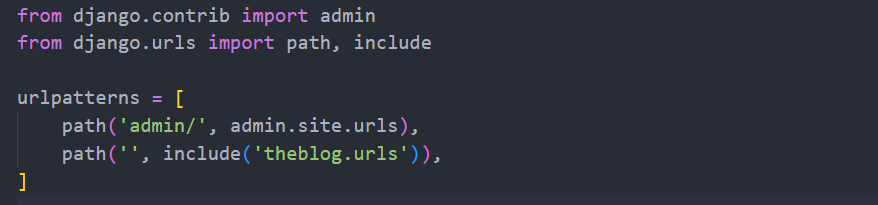 from django.contrib import admin
from django.urls import path, include
urlpatterns = [
    path('admin/', admin.site.urls),
    path('', include('theblog.urls')),
]